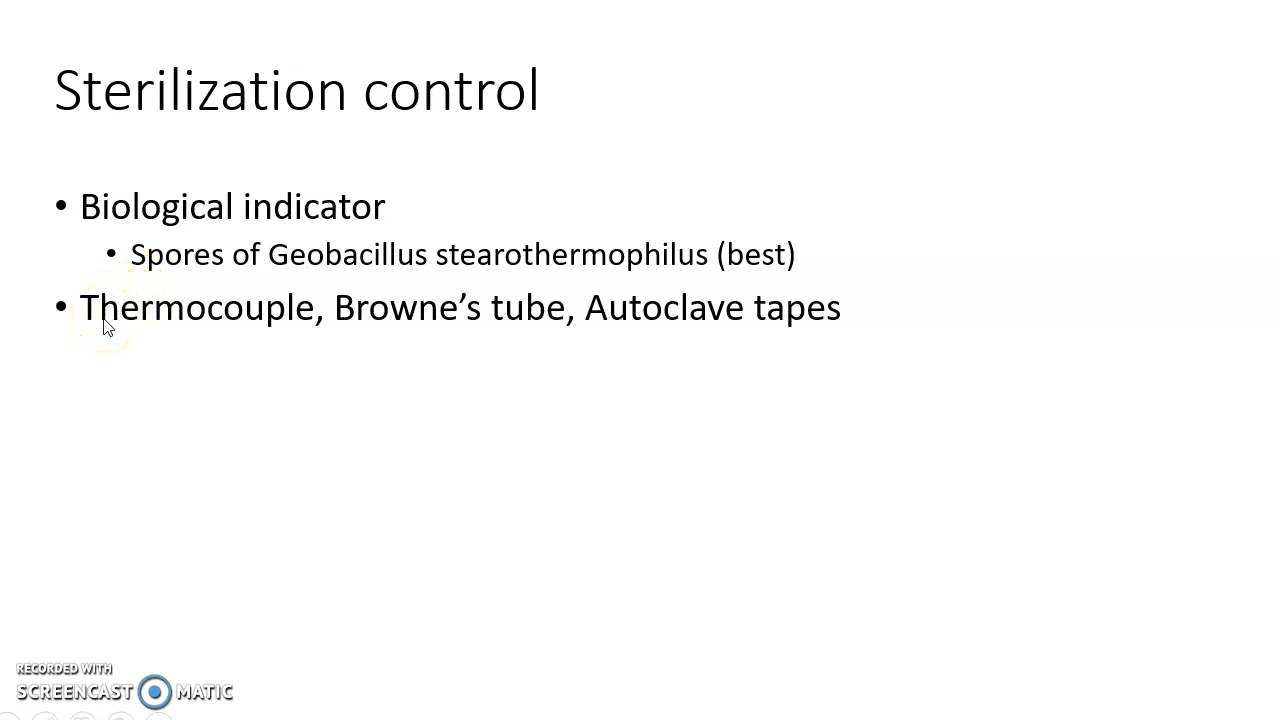 Sterilization control
• Biological indicator
• Spores of Geobacillus stearothermophilus (best)
• Thermocouple, Browne’s tube, Autoclave tapes
RECORDED WITH
SCREENCAST MATIC